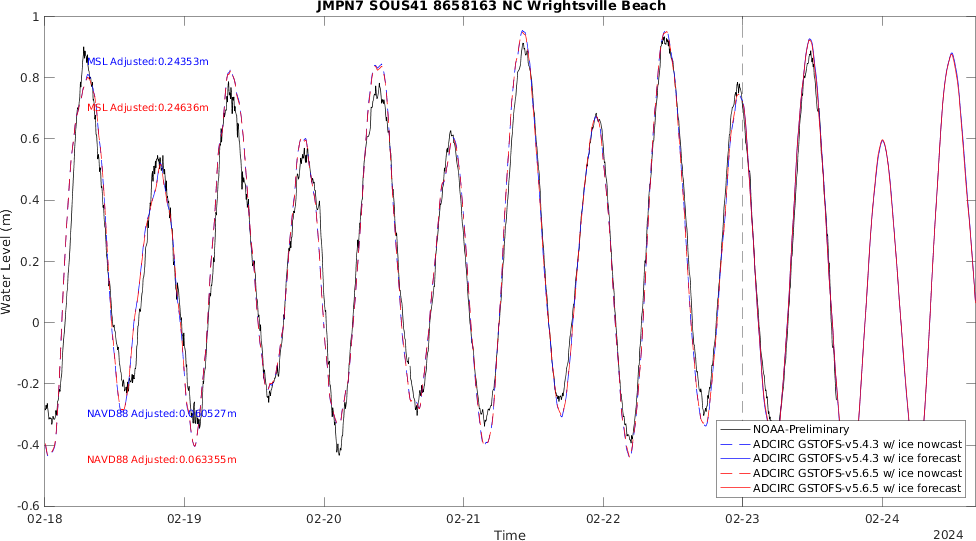 JMPN7 SOUS41 8658163 NC Wrightsville Beach
1
0.8
0.6
0.4
0.2
0
-0.2
-0.4
-0.6
Water Level (m)
MSL Adjusted:0.24353m
MSL Adjusted:0.24636m
NAVD88 Adjusted:0.060527m
NAVD88 Adjusted:0.063355m
NOAA-Preliminary
ADCIRC GSTOFS-v5.4.3 w/ ice nowcast
ADCIRC GSTOFS-v5.4.3 w/ ice forecast
ADCIRC GSTOFS-v5.6.5 w/ ice nowcast
ADCIRC GSTOFS-v5.6.5 w/ ice forecast
02-18 02-19 02-20 02-21 02-22 02-23 02-24
Time
2024